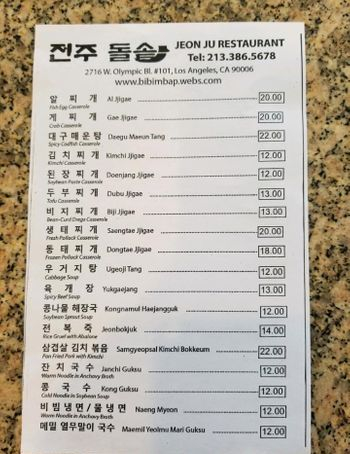 전주 돌솥 JEON JU RESTAURANT
Tel: 213.386.5678
2716 W. Olympic Bl. #101, Los Angeles, CA 90006
www.bibimbap.webs.com
알 찌 개 Al Jjigae 20.00
Fish Egg Casserole
게 찌 개 Gae Jjigae 20.00
Crab Casserole
대구매운탕 Daegu Maeun Tang 22.00
Spicy Codfish Casserole
김 치 찌 개 Kimchi Jjigae 12.00
Kimchi Casserole
된 장 찌 개 Doenjang Jjigae 12.00
Soybean Paste Casserole
두 부 찌 개 Dubu Jjigae 13.00
Tofu Casserole
비 지 찌 개 Biji Jjigae 13.00
Bean-Curd Dregs Casserole
생 태 찌 개 Saengtae Jjigae 20.00
Fresh Pollack Casserole
동 태 찌 개 Dongtae Jjigae 18.00
Frozen Pollack Casserole
우 거 지 탕 Ugeoji Tang 12.00
Cabbage Soup
육 개 장 Yukgaejang 13.00
Spicy Beef Soup
콩나물 해장국 Kongnamul Haejangguk 12.00
Soybean Sprout Soup
전 복 죽 Jeonbokjuk 14.00
Rice Gruel with Abalone
삼겹살 김치 볶음 Samgyeopsal Kimchi Bokkeum 22.00
Pan Fried Pork with Kimchi
잔 치 국 수 Janchi Guksu 12.00
Warm Noodle in Anchovy Broth
콩 국 수 Kong Guksu 12.00
Cold Noodle in Soybean Soup
비 빔 냉 면 / 물 냉 면 Naeng Myeon 12.00
Warm Noodle in Anchovy Broth
메밀 열무말이 국수 Maemil Yeolmu Mari Guksu 12.00